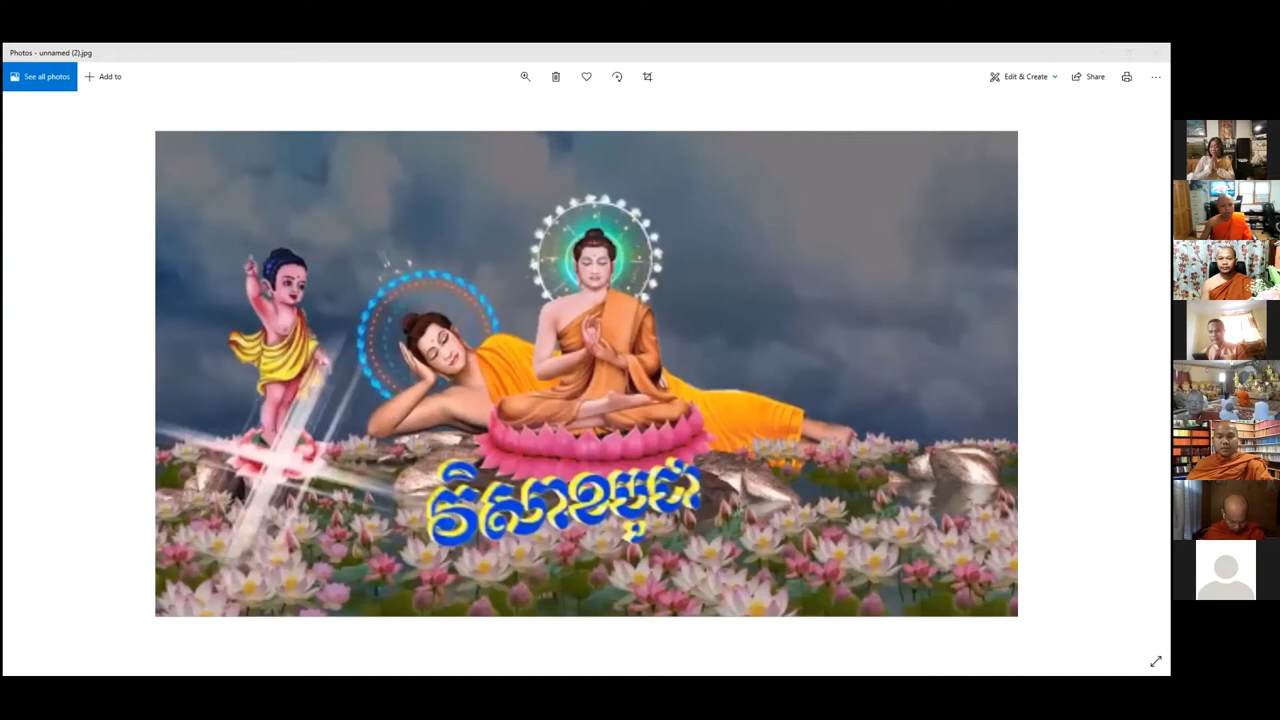 Photos - unnamed (2).jpg
See all photos
Add to
Edit & Create
Share
វិសាខបូជា